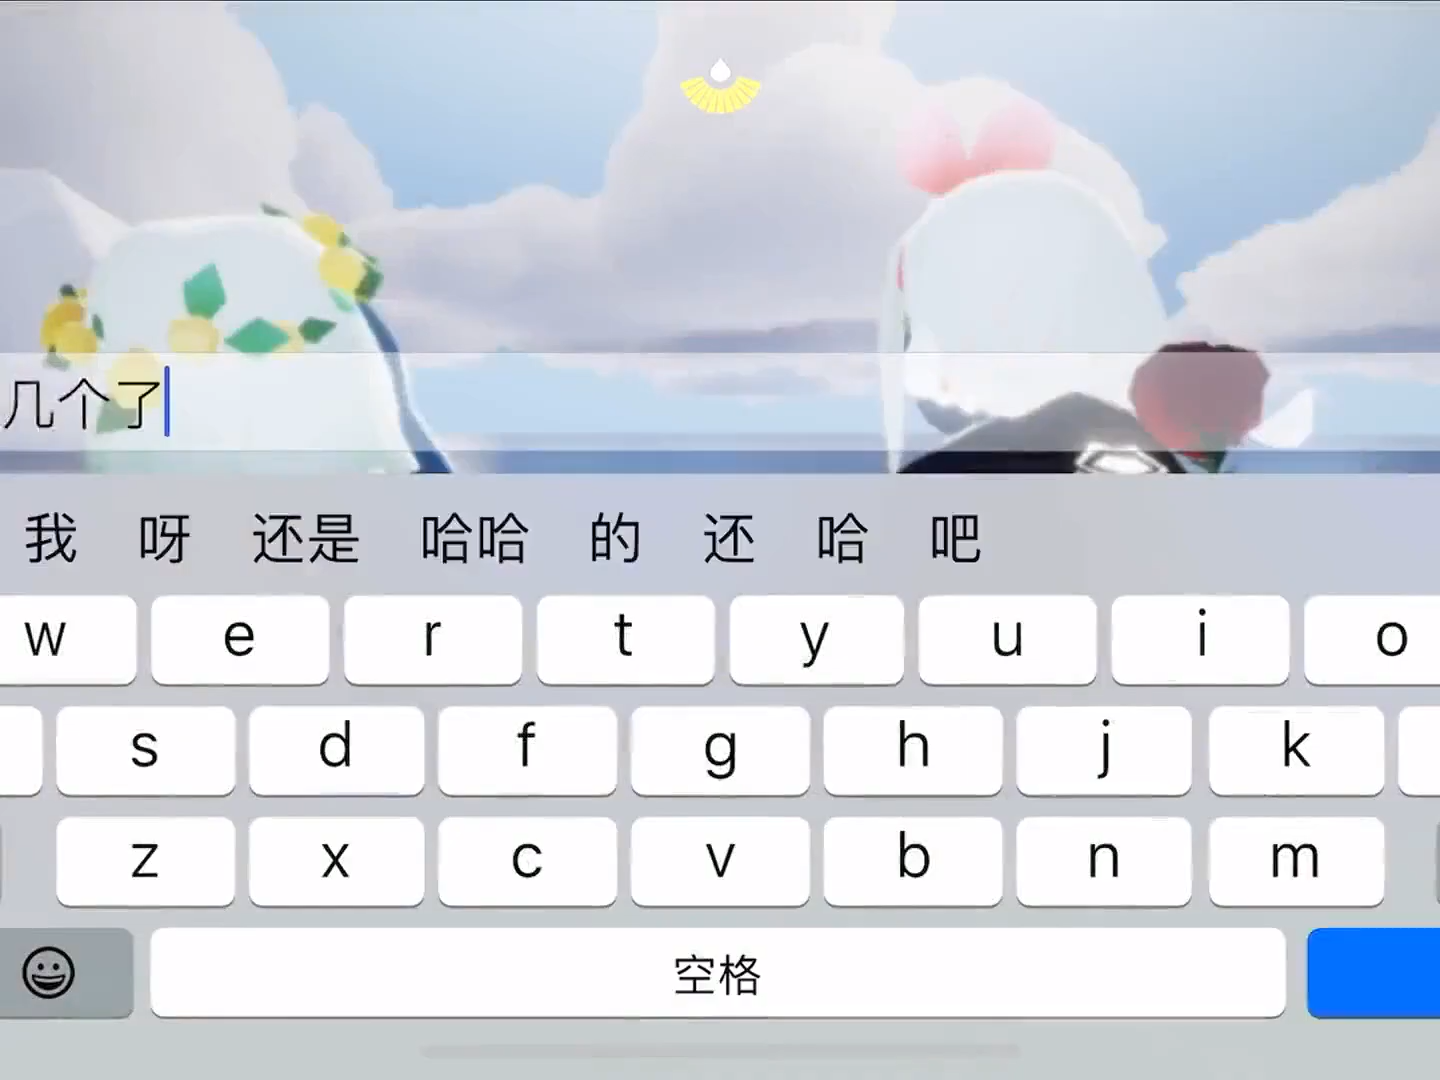 几个了
我 呀 还是 哈哈 的 还 哈 吧
w e r t y u i o
s d f g h j k
z x c v b n m
空格